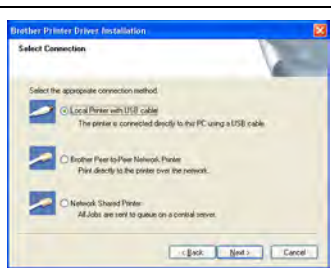 Brother Printer Driver Installation
Select Connection
Select the appropriate connection method.
Local Printer with USB cable
The printer is connected directly to the PC using a USB cable.
Brother Peer-to-Peer Network Printer
Print directly to the printer over the network.
Network Shared Printer
All Jobs are sent to queue on a central server.
< Back
Next >
Cancel